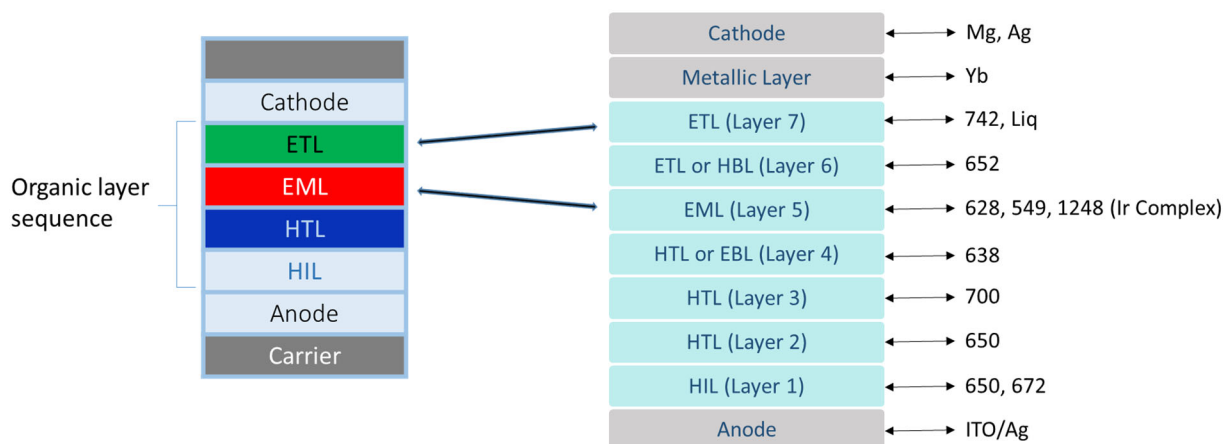 Organic layer
sequence
Cathode
ETL
EML
HTL
HIL
Anode
Carrier
Cathode
Mg, Ag
Metallic Layer
Yb
ETL (Layer 7)
742, Liq
ETL or HBL (Layer 6)
652
EML (Layer 5)
628, 549, 1248 (Ir Complex)
HTL or EBL (Layer 4)
638
HTL (Layer 3)
700
HTL (Layer 2)
650
HIL (Layer 1)
650, 672
Anode
ITO/Ag